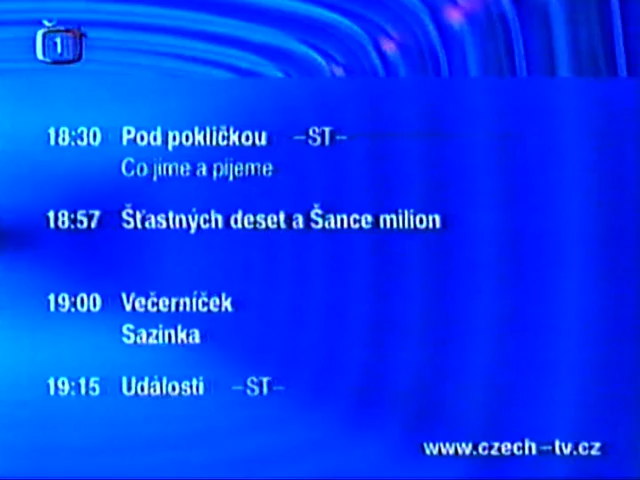 Č 1
18:30 Pod pokličkou –ST–
Co jíme a pijeme
18:57 Šťastných deset a Šance milion
19:00 Večerníček
Sazinka
19:15 Události –ST–
www.czech–tv.cz